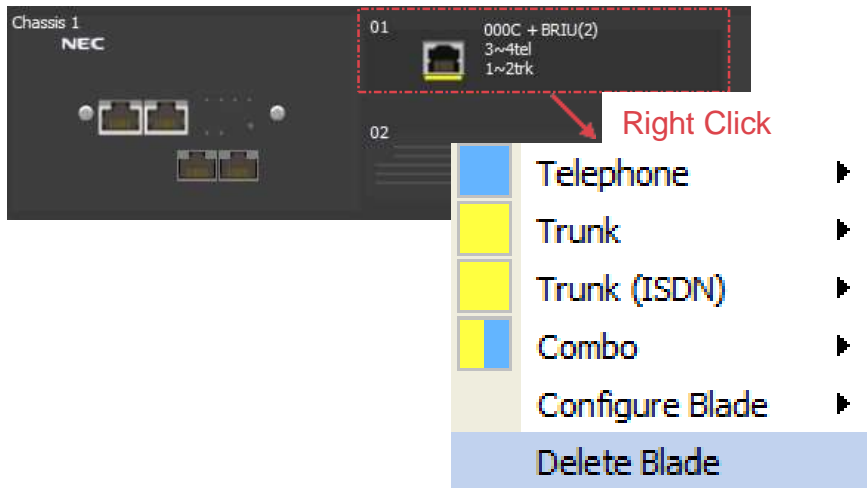 Chassis 1
NEC
01
000C + BRIU(2)
3~4tel
1~2trk
02
Right Click
Telephone
Trunk
Trunk (ISDN)
Combo
Configure Blade
Delete Blade